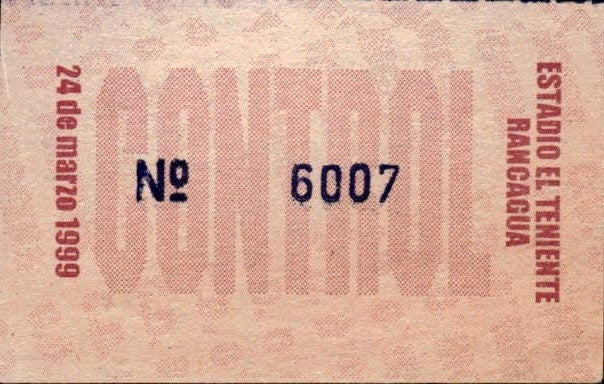 24 de marzo 1999
CONTROL
Nº 6007
ESTADIO EL TENIENTE
RANCAGUA